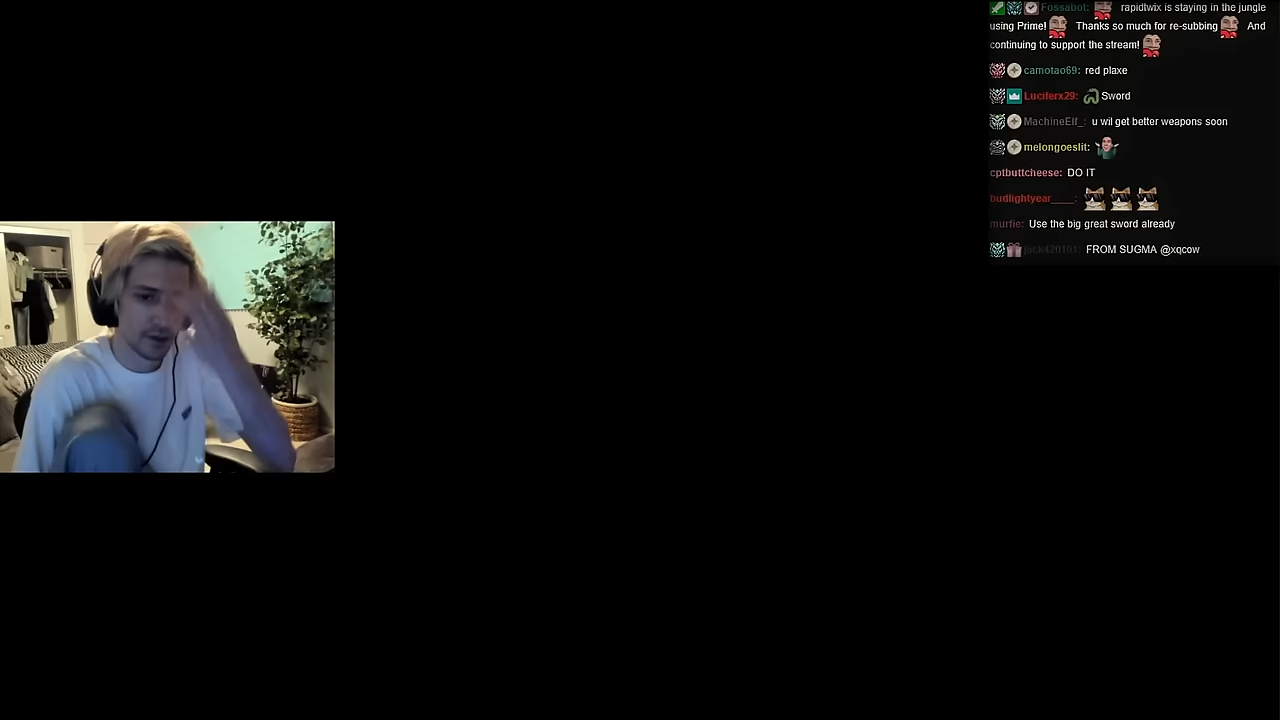 Fossabot: rapidtwix is staying in the jungle
using Prime! Thanks so much for re-subbing And
continuing to support the stream!
camotao69: red plaxe
Luciferx29: Sword
MachineElf_: u wil get better weapons soon
melongoeslit:
cptbuttcheese: DO IT
budlightyear____:
murfie: Use the big great sword already
jack420101: FROM SUGMA @xqcow